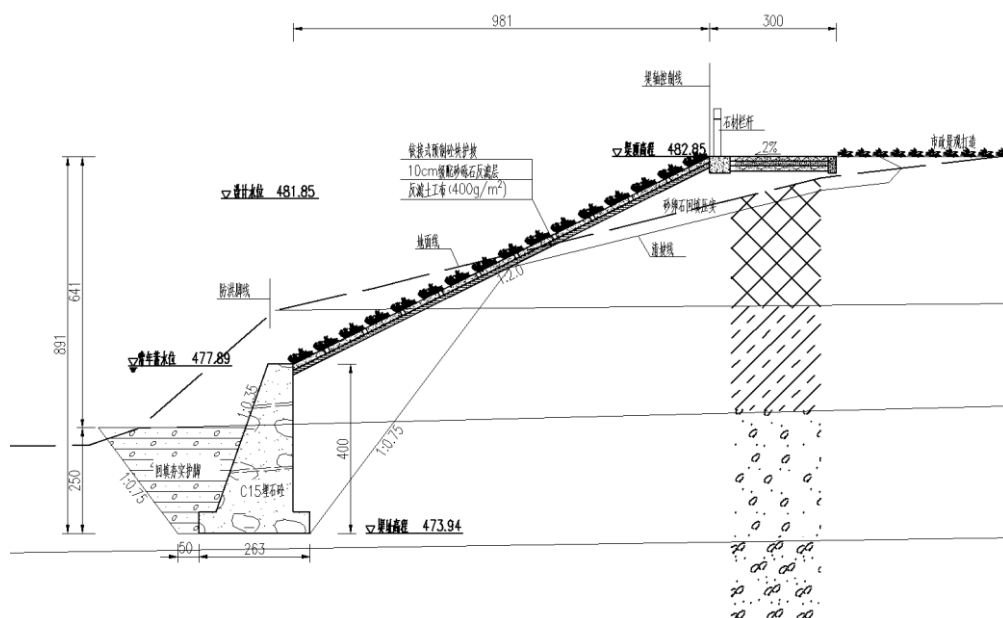 981
300
堤轴控制线
石材栏杆
市政景观打造
铰接式预制砼块护坡
10cm级配砂砾石反滤层
反滤土工布(400g/m²)
堤顶高程 482.85
2%
设计水位 481.85
砂卵石回填压实
地面线
清坡线
1:2.0
防洪脚线
641
891
常年蓄水位 477.89
1:0.35
1:0.75
400
250
回填夯实护脚
1:0.75
C15埋石砼
堤址高程 473.94
50
263